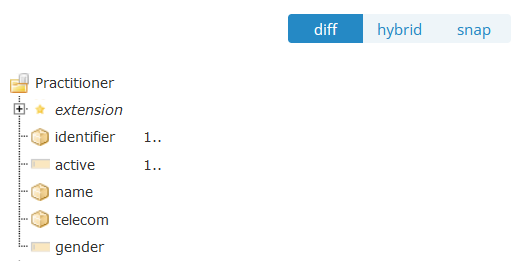 diff hybrid snap
Practitioner
extension
identifier 1..
active 1..
name
telecom
gender